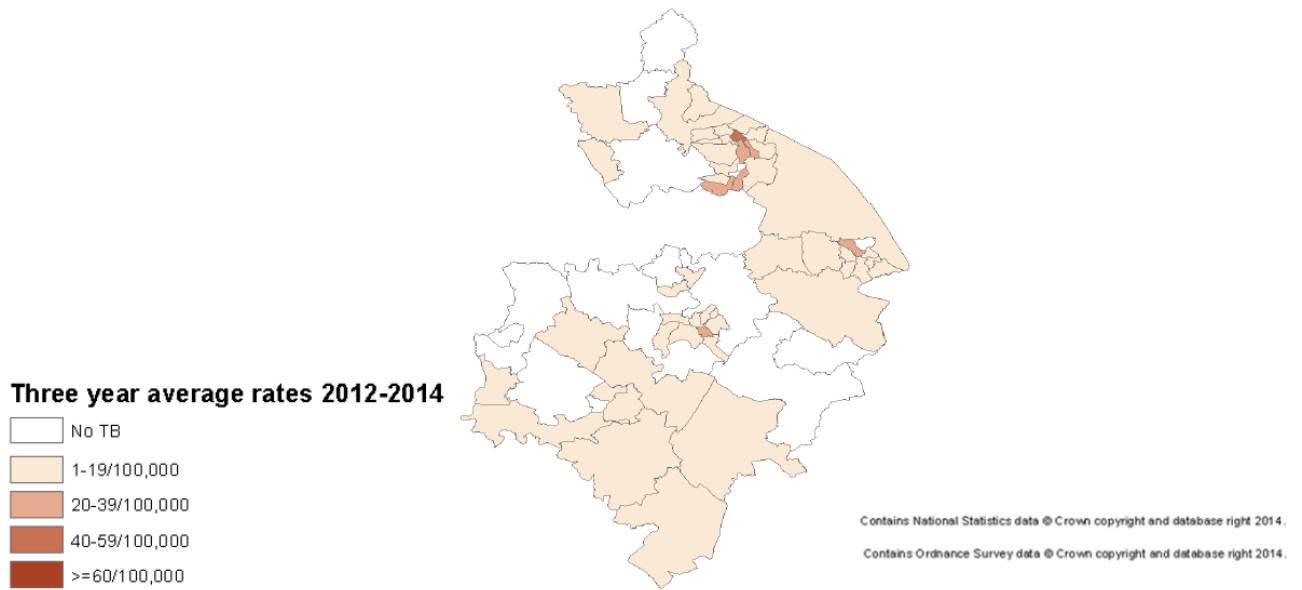 Three year average rates 2012-2014
No TB
1-19/100,000
20-39/100,000
40-59/100,000
>=60/100,000
Contains National Statistics data © Crown copyright and database right 2014.
Contains Ordnance Survey data © Crown copyright and database right 2014.